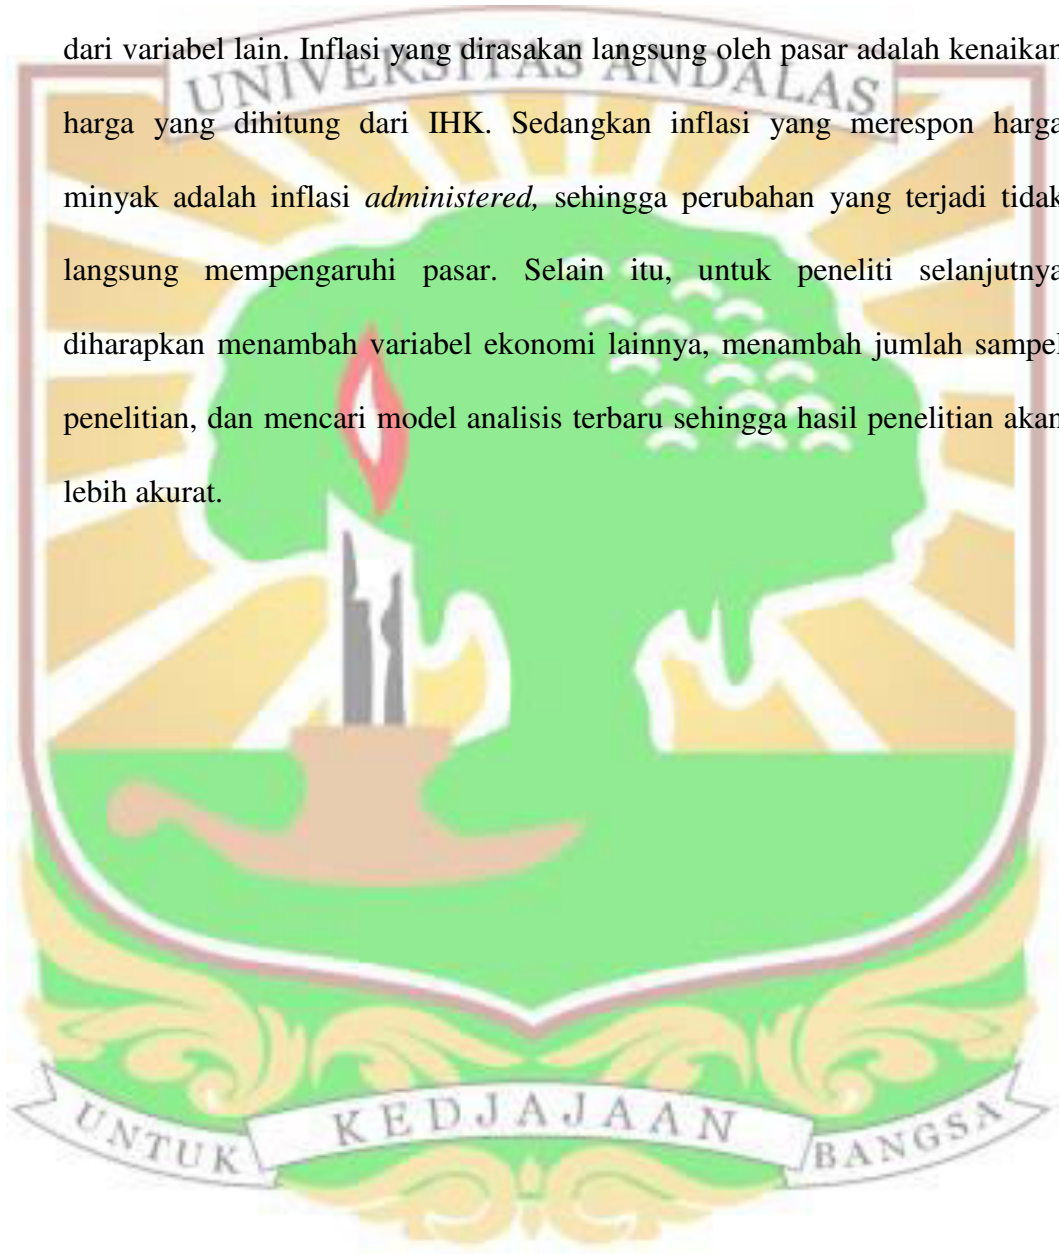 dari variabel lain. Inflasi yang dirasakan langsung oleh pasar adalah kenaikan
UNIVERSITAS ANDALAS
harga yang dihitung dari IHK. Sedangkan inflasi yang merespon harga
minyak adalah inflasi administered, sehingga perubahan yang terjadi tidak
langsung mempengaruhi pasar. Selain itu, untuk peneliti selanjutnya
diharapkan menambah variabel ekonomi lainnya, menambah jumlah sampel
penelitian, dan mencari model analisis terbaru sehingga hasil penelitian akan
lebih akurat.
UNTUK KEDJAJAAN BANGSA